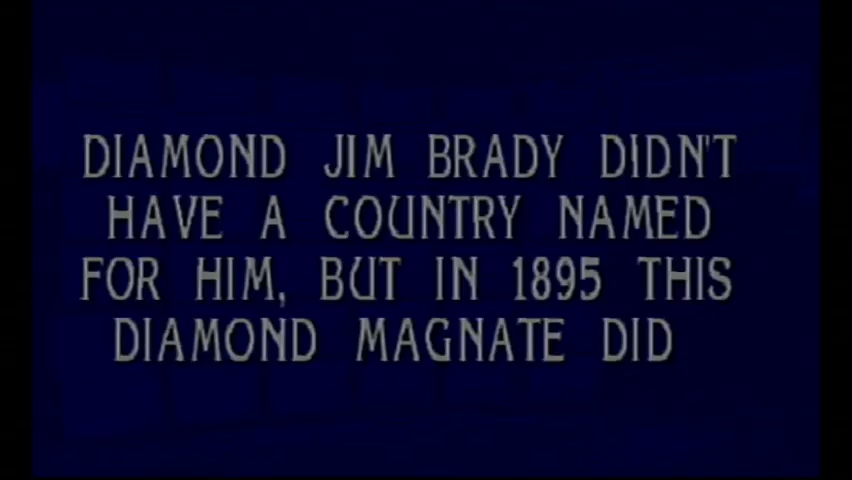 DIAMOND JIM BRADY DIDN'T
HAVE A COUNTRY NAMED
FOR HIM, BUT IN 1895 THIS
DIAMOND MAGNATE DID